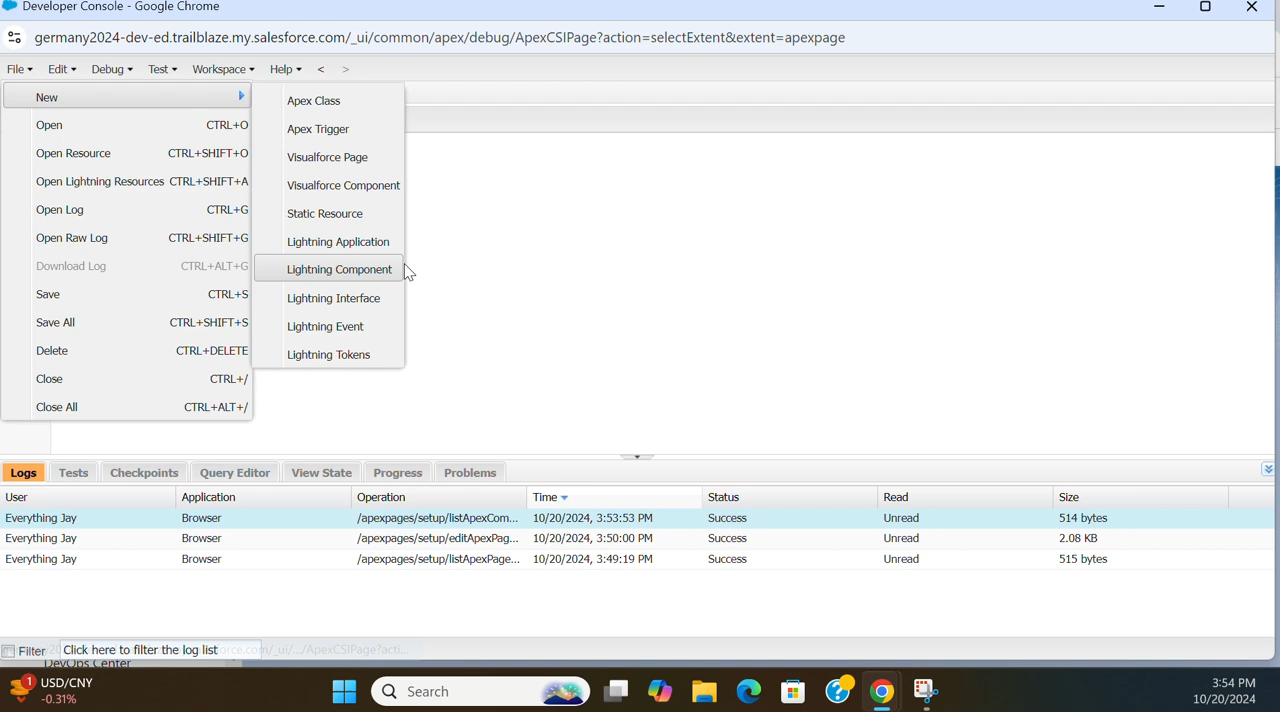 Developer Console - Google Chrome
germany2024-dev-ed.trailblaze.my.salesforce.com/_ui/common/apex/debug/ApexCSIPage?action=selectExtent&extent=apexpage
File Edit Debug Test Workspace Help < >
New
Open CTRL+O
Open Resource CTRL+SHIFT+O
Open Lightning Resources CTRL+SHIFT+A
Open Log CTRL+G
Open Raw Log CTRL+SHIFT+G
Download Log CTRL+ALT+G
Save CTRL+S
Save All CTRL+SHIFT+S
Delete CTRL+DELETE
Close CTRL+/
Close All CTRL+ALT+/
Apex Class
Apex Trigger
Visualforce Page
Visualforce Component
Static Resource
Lightning Application
Lightning Component
Lightning Interface
Lightning Event
Lightning Tokens
Logs Tests Checkpoints Query Editor View State Progress Problems
User Application Operation Time Status Read Size
Everything Jay Browser /apexpages/setup/listApexCom... 10/20/2024, 3:53:53 PM Success Unread 514 bytes
Everything Jay Browser /apexpages/setup/editApexPag... 10/20/2024, 3:50:00 PM Success Unread 2.08 KB
Everything Jay Browser /apexpages/setup/listApexPage... 10/20/2024, 3:49:19 PM Success Unread 515 bytes
Filter Click here to filter the log list orce.com/_ui/.../ApexCSIPage?acti...
DevOps Center
1 USD/CNY
-0.31%
Search
3:54 PM
10/20/2024